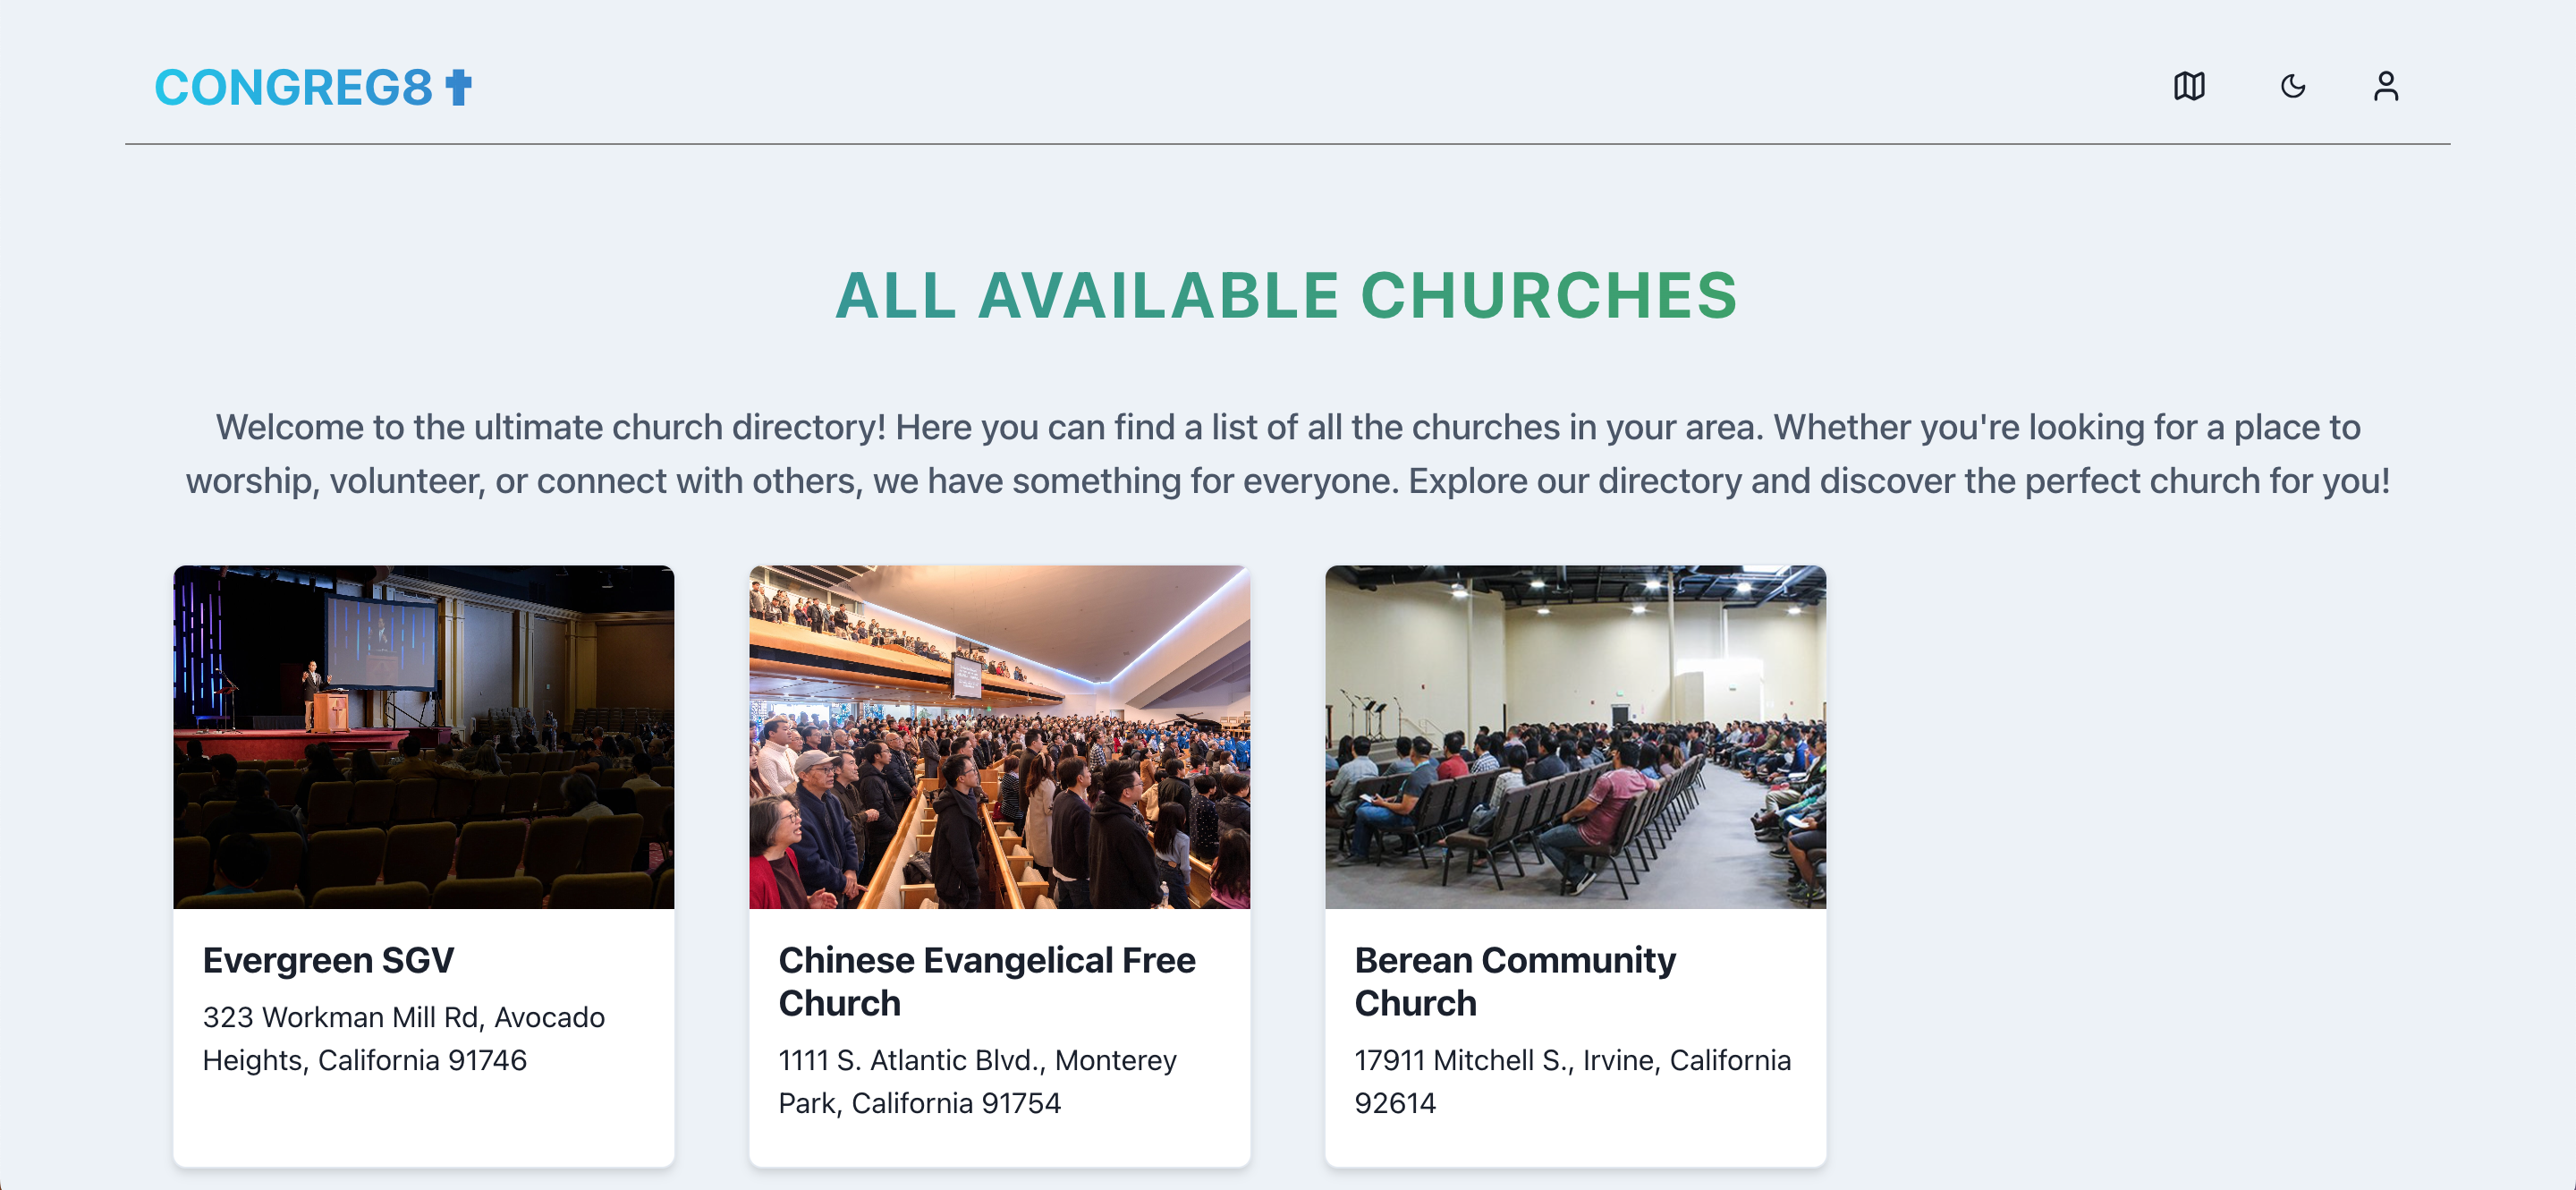 CONGREG8
ALL AVAILABLE CHURCHES
Welcome to the ultimate church directory! Here you can find a list of all the churches in your area. Whether you're looking for a place to
worship, volunteer, or connect with others, we have something for everyone. Explore our directory and discover the perfect church for you!
Evergreen SGV
323 Workman Mill Rd, Avocado
Heights, California 91746
Chinese Evangelical Free
Church
1111 S. Atlantic Blvd., Monterey
Park, California 91754
Berean Community
Church
17911 Mitchell S., Irvine, California
92614